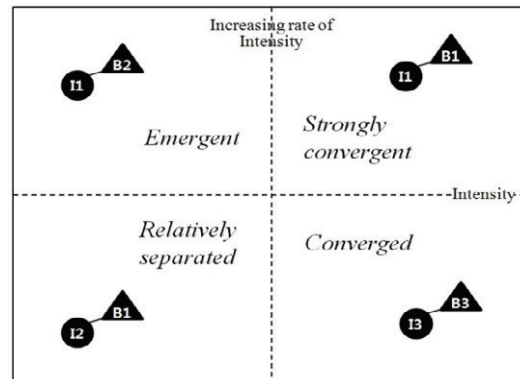 Increasing rate of
Intensity
B2
I1
B1
I1
Emergent
Strongly
convergent
Intensity
Relatively
separated
Converged
B1
I2
B3
I3